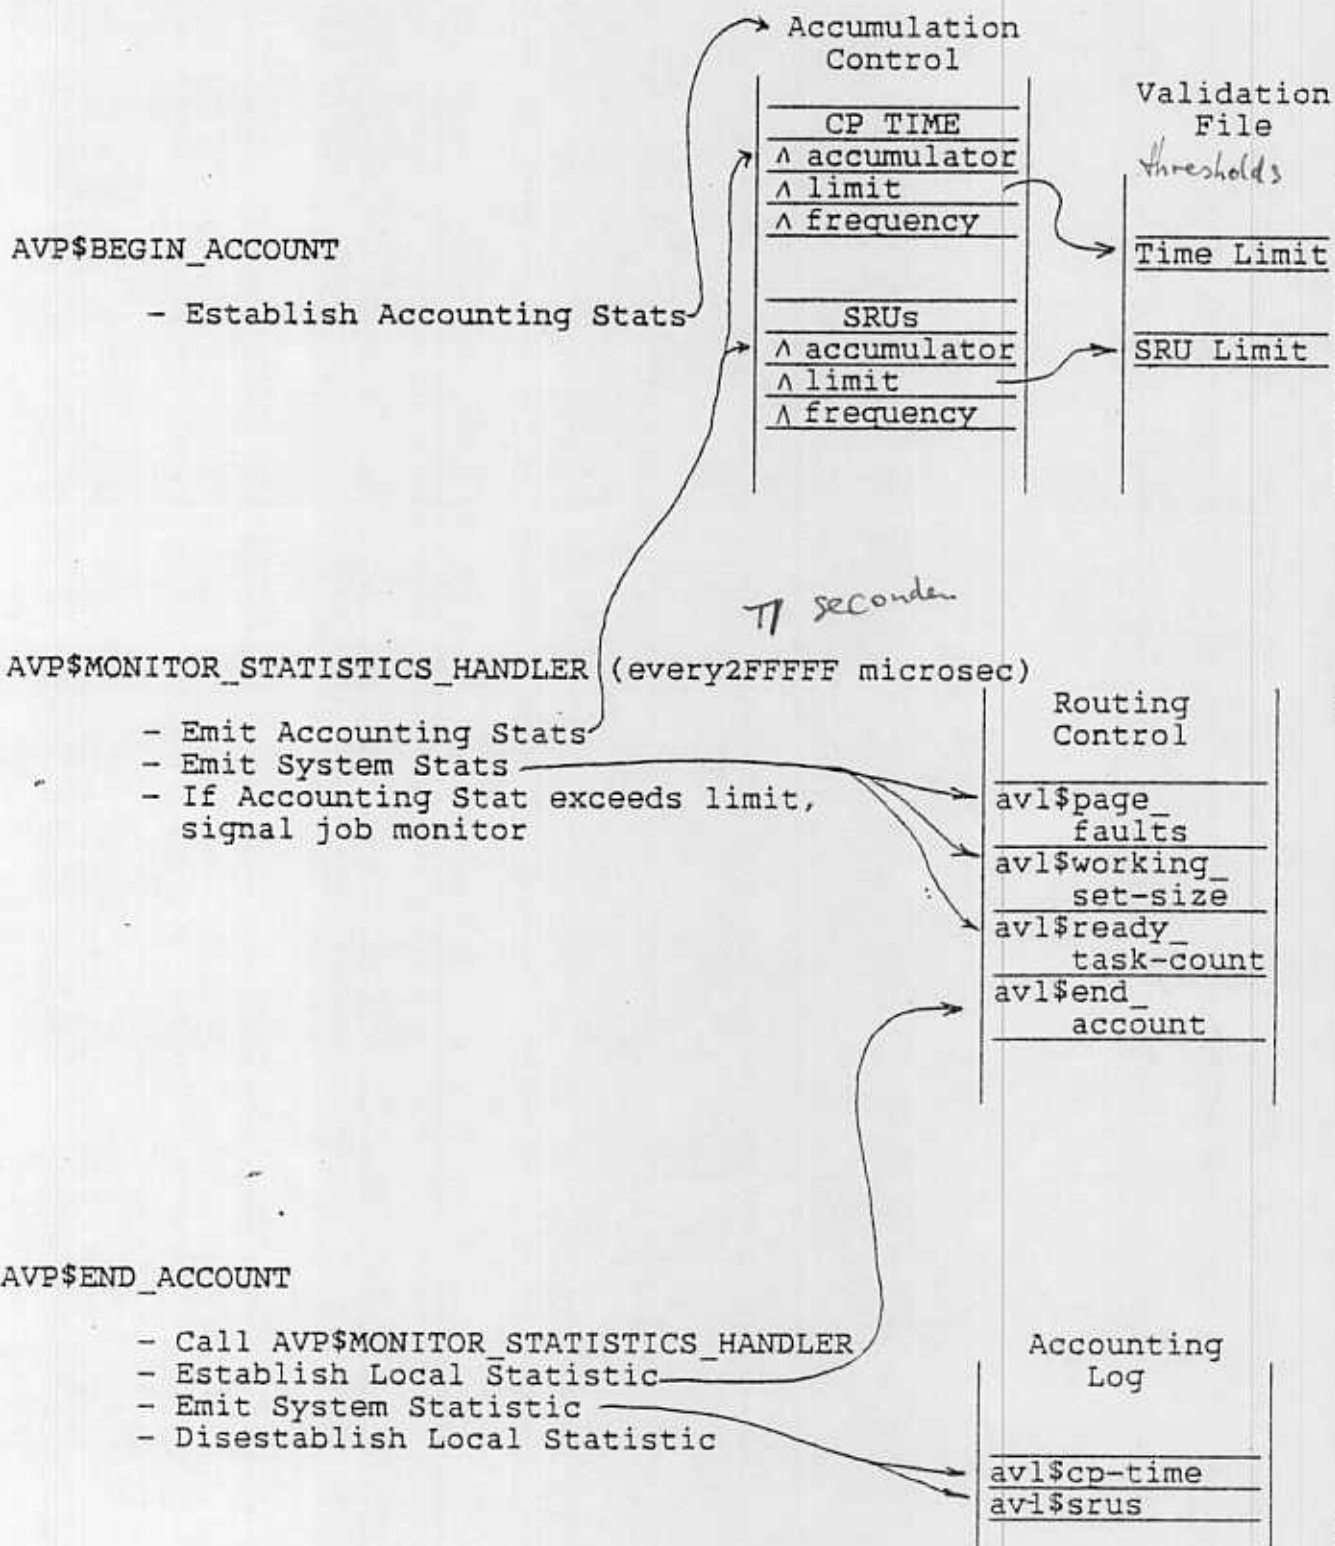 Accumulation
Control
CP TIME
^ accumulator
^ limit
^ frequency
SRUs
^ accumulator
^ limit
^ frequency
Validation
File
thresholds
Time Limit
SRU Limit
AVP$BEGIN_ACCOUNT
- Establish Accounting Stats
seconden
AVP$MONITOR_STATISTICS_HANDLER (every2FFFFF microsec)
- Emit Accounting Stats
- Emit System Stats
- If Accounting Stat exceeds limit,
signal job monitor
Routing
Control
avl$page_
faults
avl$working_
set-size
avl$ready_
task-count
avl$end_
account
AVP$END_ACCOUNT
- Call AVP$MONITOR_STATISTICS_HANDLER
- Establish Local Statistic
- Emit System Statistic
- Disestablish Local Statistic
Accounting
Log
avl$cp-time
avl$srus